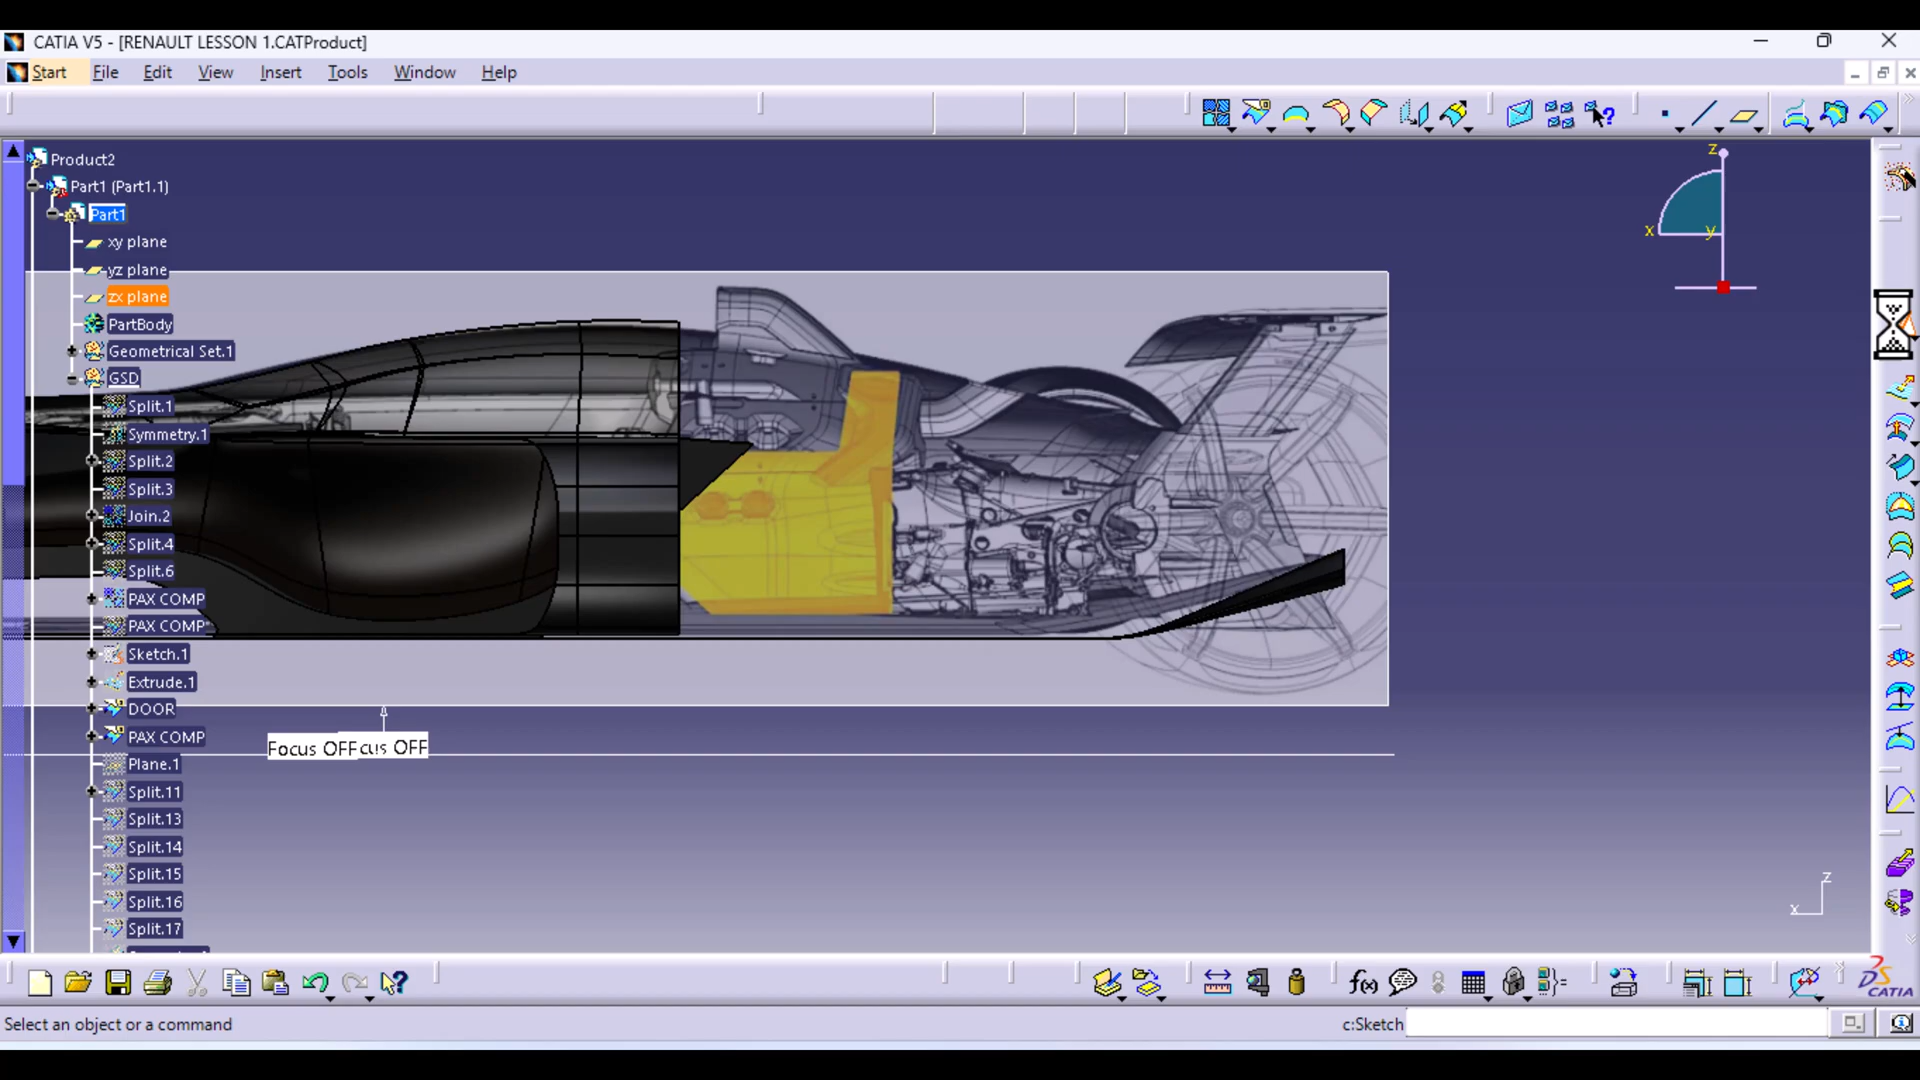 CATIA V5 - [RENAULT LESSON 1.CATProduct]
Start File Edit View Insert Tools Window Help
Product2
Part1 (Part1.1)
Part1
xy plane
yz plane
zx plane
PartBody
Geometrical Set.1
GSD
Split.1
Symmetry.1
Split.2
Split.3
Join.2
Split.4
Split.6
PAX COMP
PAX COMP
Sketch.1
Extrude.1
DOOR
PAX COMP
Plane.1
Split.11
Split.13
Split.14
Split.15
Split.16
Split.17
Focus OFF
cus OFF
z
x
y
z
x
f(x)
CATIA
Select an object or a command
c:Sketch